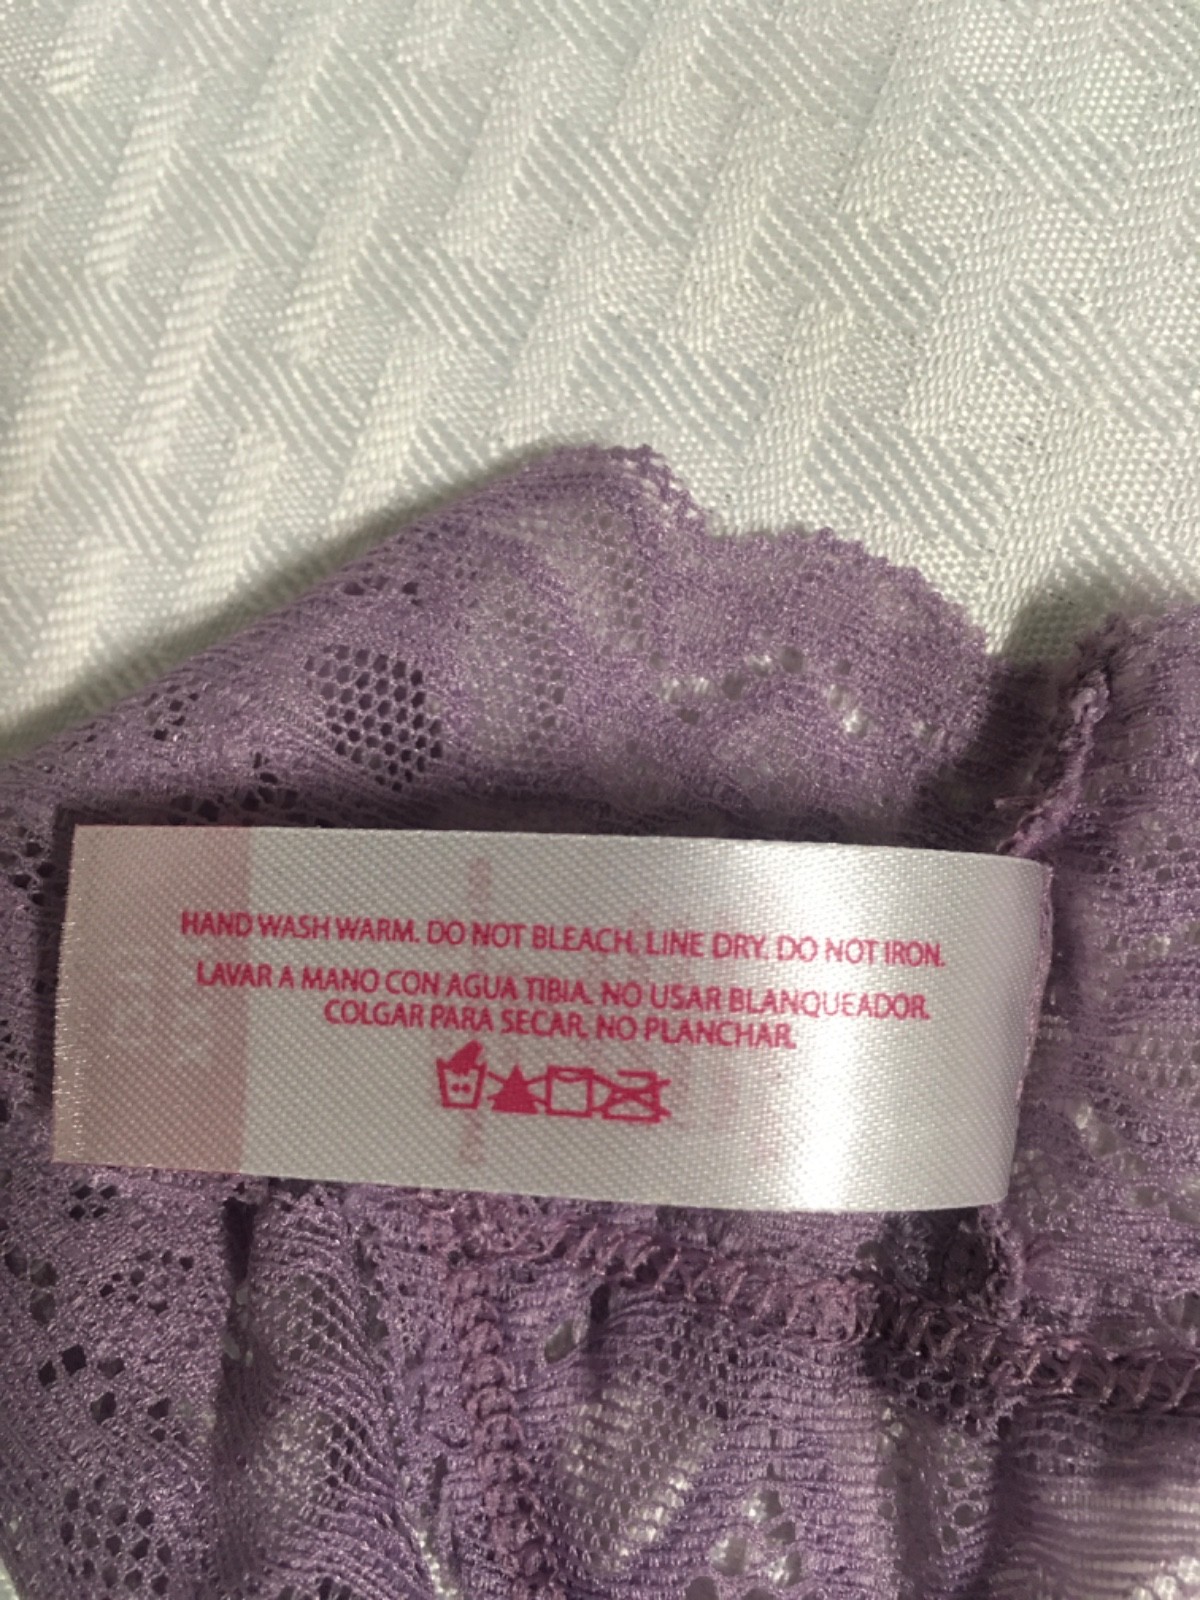 HAND WASH WARM. DO NOT BLEACH. LINE DRY. DO NOT IRON.
LAVAR A MANO CON AGUA TIBIA. NO USAR BLANQUEADOR.
COLGAR PARA SECAR. NO PLANCHAR.